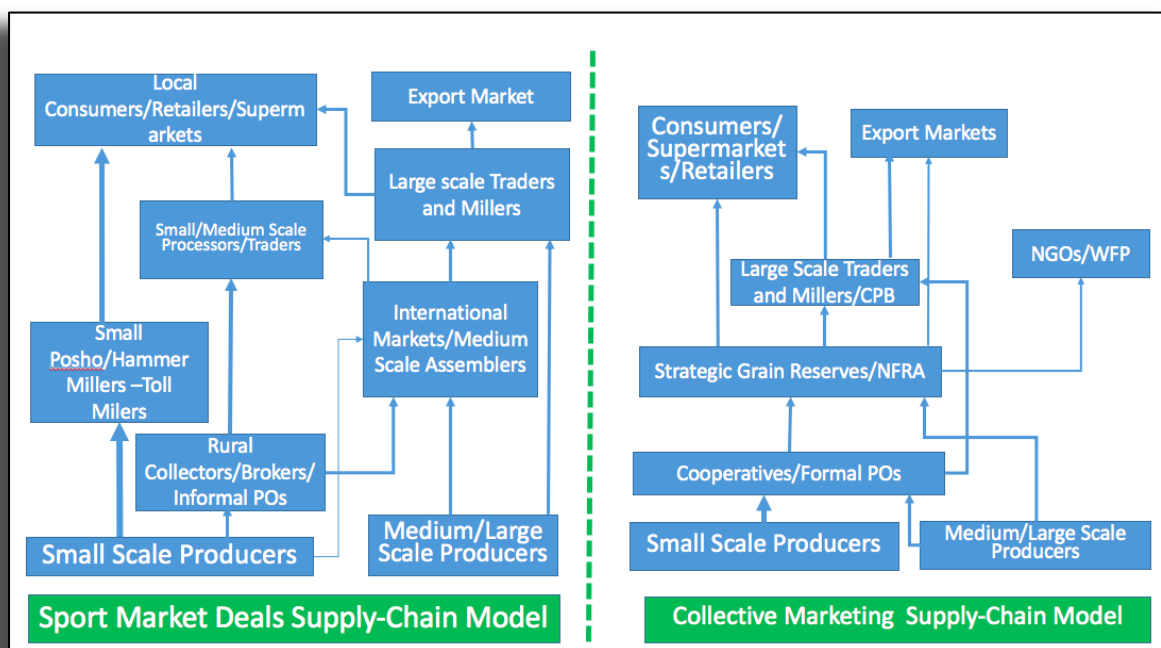 Local
Consumers/Retailers/Superm
arkets
Export Market
Large scale Traders
and Millers
Small/Medium Scale
Processors/Traders
International
Markets/Medium
Scale Assemblers
Small
Posho/Hammer
Millers –Toll
Milers
Rural
Collectors/Brokers/
Informal POs
Small Scale Producers
Medium/Large
Scale Producers
Sport Market Deals Supply-Chain Model
Consumers/
Supermarket
s/Retailers
Export Markets
NGOs/WFP
Large Scale Traders
and Millers/CPB
Strategic Grain Reserves/NFRA
Cooperatives/Formal POs
Small Scale Producers
Medium/Large Scale
Producers
Collective Marketing Supply-Chain Model